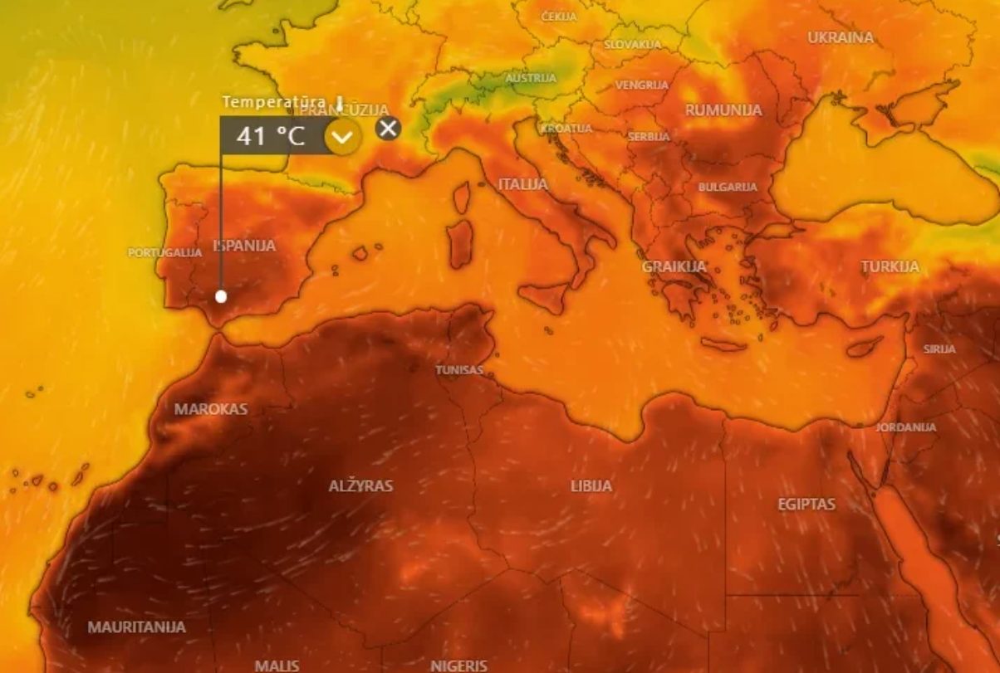 ČEKIJA
UKRAINA
SLOVAKIJA
AUSTRIJA
VENGRIJA
Temperatūra
PRANCŪZIJA
RUMUNIJA
41 °C
KROATIJA
SERBIJA
ITALIJA
BULGARIJA
ISPANIJA
PORTUGALIJA
GRAIKIJA
TURKIJA
SIRIJA
TUNISAS
MAROKAS
JORDANIJA
ALŽYRAS
LIBIJA
EGIPTAS
MAURITANIJA
MALIS
NIGERIS